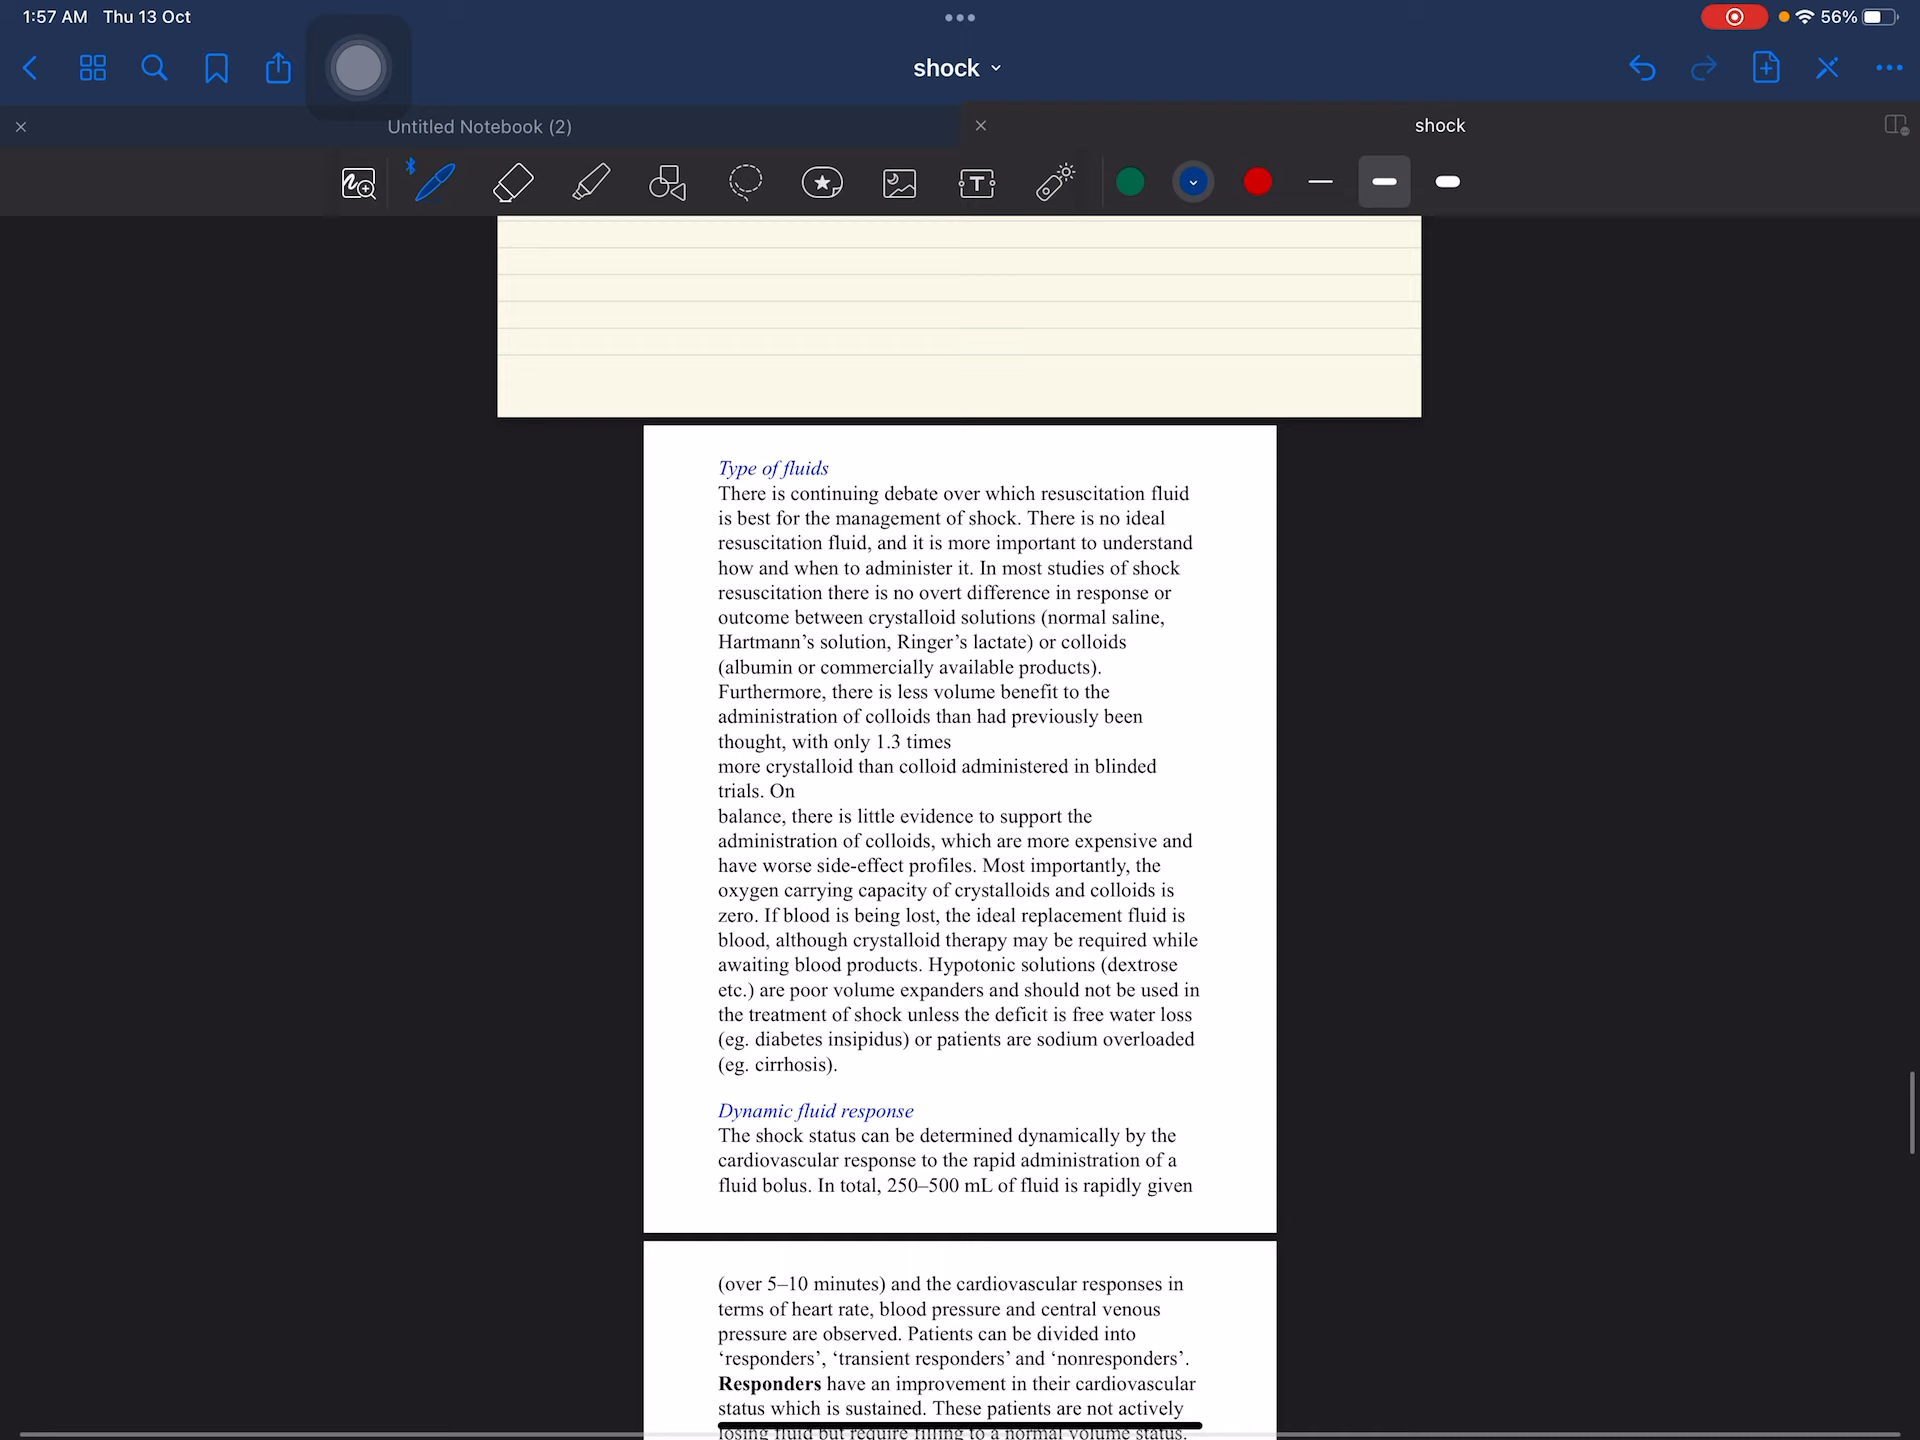 1:57 AM Thu 13 Oct
56%
shock
Untitled Notebook (2)
shock
T
Type of fluids
There is continuing debate over which resuscitation fluid
is best for the management of shock. There is no ideal
resuscitation fluid, and it is more important to understand
how and when to administer it. In most studies of shock
resuscitation there is no overt difference in response or
outcome between crystalloid solutions (normal saline,
Hartmann’s solution, Ringer’s lactate) or colloids
(albumin or commercially available products).
Furthermore, there is less volume benefit to the
administration of colloids than had previously been
thought, with only 1.3 times
more crystalloid than colloid administered in blinded
trials. On
balance, there is little evidence to support the
administration of colloids, which are more expensive and
have worse side-effect profiles. Most importantly, the
oxygen carrying capacity of crystalloids and colloids is
zero. If blood is being lost, the ideal replacement fluid is
blood, although crystalloid therapy may be required while
awaiting blood products. Hypotonic solutions (dextrose
etc.) are poor volume expanders and should not be used in
the treatment of shock unless the deficit is free water loss
(eg. diabetes insipidus) or patients are sodium overloaded
(eg. cirrhosis).
Dynamic fluid response
The shock status can be determined dynamically by the
cardiovascular response to the rapid administration of a
fluid bolus. In total, 250–500 mL of fluid is rapidly given
(over 5–10 minutes) and the cardiovascular responses in
terms of heart rate, blood pressure and central venous
pressure are observed. Patients can be divided into
‘responders’, ‘transient responders’ and ‘nonresponders’.
Responders have an improvement in their cardiovascular
status which is sustained. These patients are not actively
losing fluid but require filling to a normal volume status.